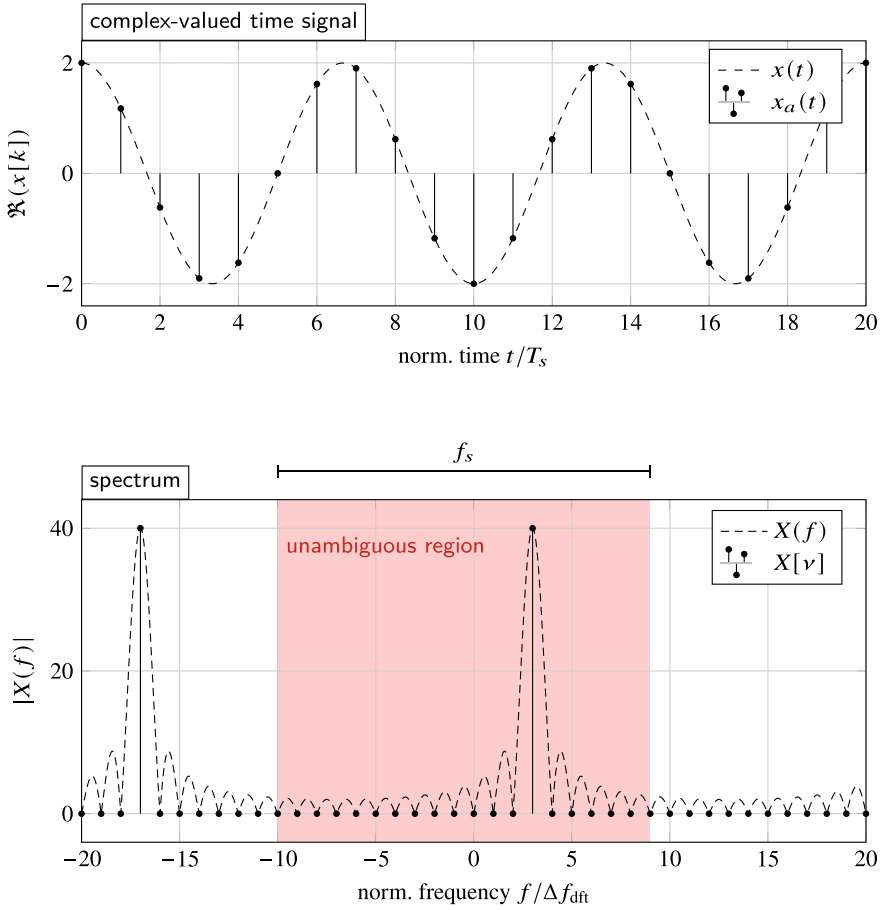 complex-valued time signal
2
0
−2
ℜ(x[k])
x(t)
x_a(t)
0 2 4 6 8 10 12 14 16 18 20
norm. time t/T_s
f_s
spectrum
40
20
0
|X(f)|
unambiguous region
X(f)
X[ν]
−20 −15 −10 −5 0 5 10 15 20
norm. frequency f/Δf_dft